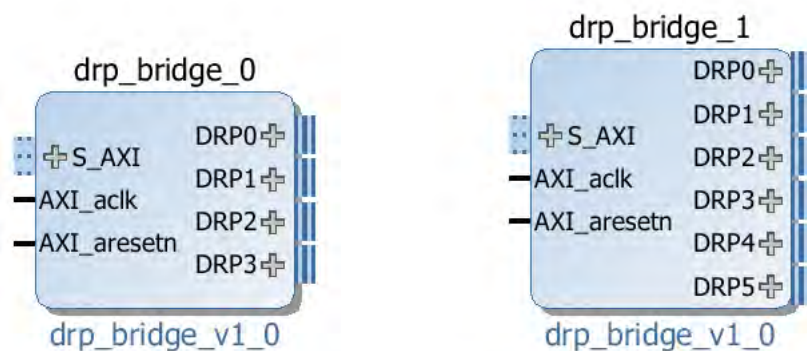 drp_bridge_0
S_AXI
AXI_aclk
AXI_aresetn
DRP0
DRP1
DRP2
DRP3
drp_bridge_v1_0
drp_bridge_1
S_AXI
AXI_aclk
AXI_aresetn
DRP0
DRP1
DRP2
DRP3
DRP4
DRP5
drp_bridge_v1_0